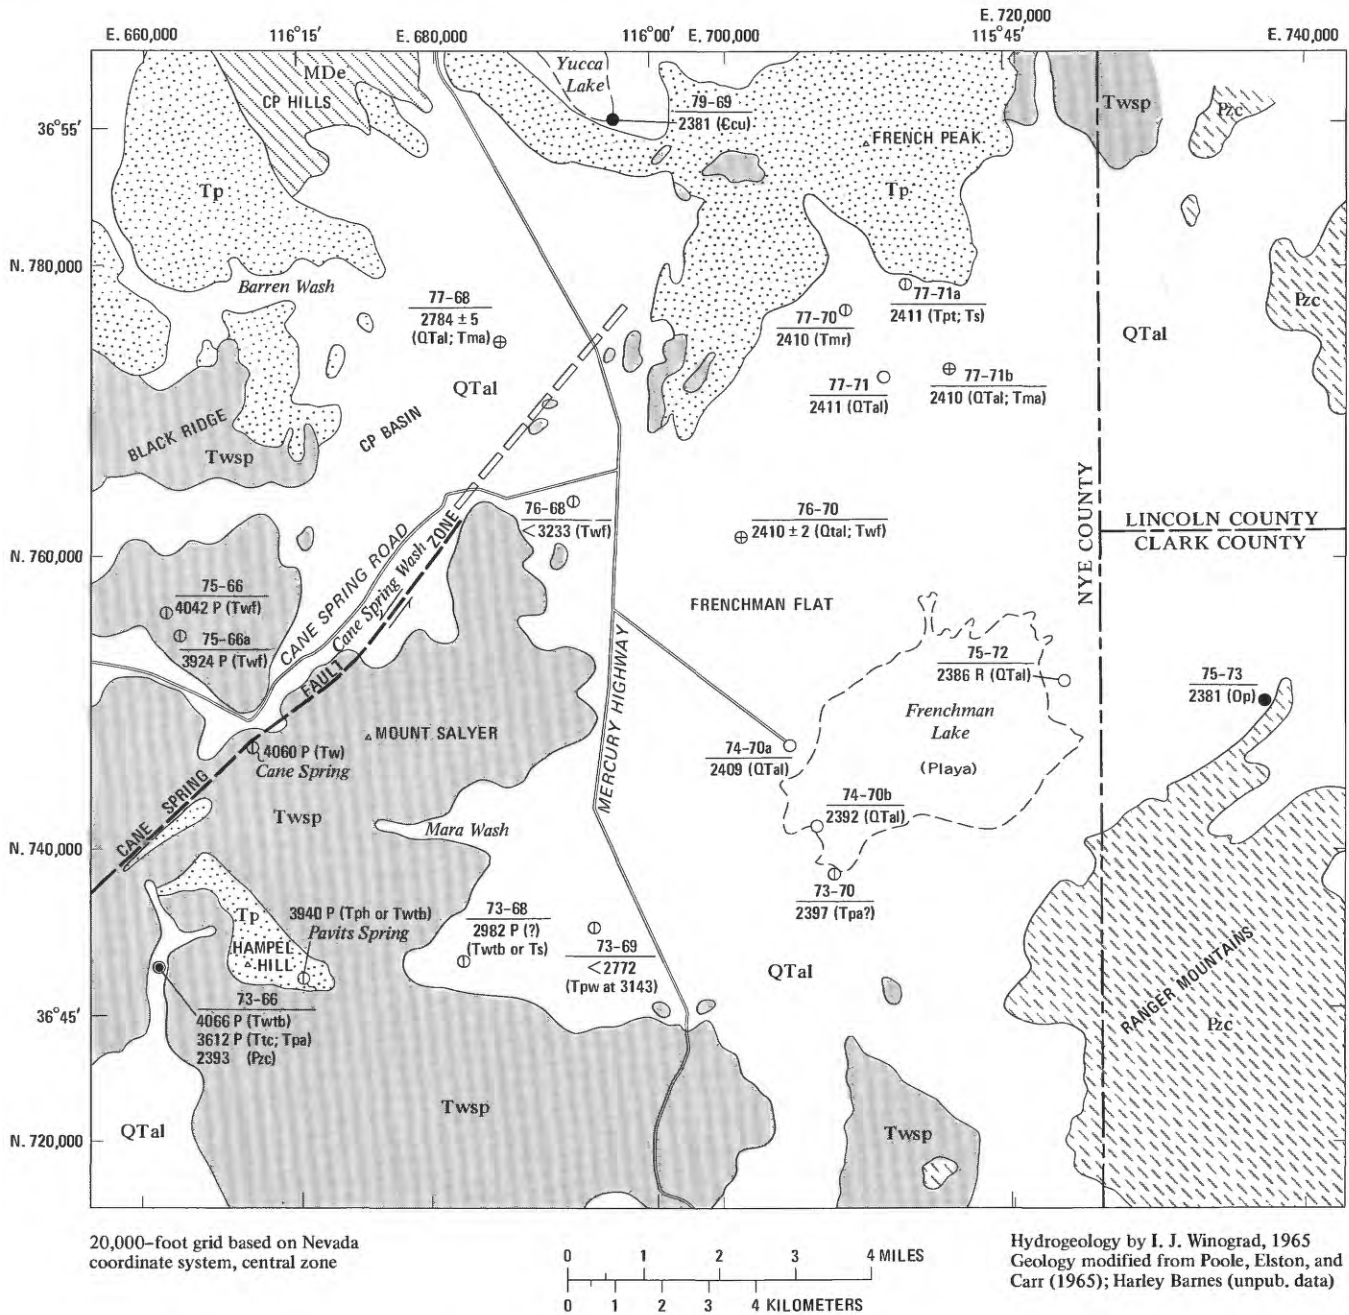 E. 660,000
116°15'
E. 680,000
116°00'
E. 700,000
E. 720,000
115°45'
E. 740,000
36°55'
N. 780,000
N. 760,000
N. 740,000
36°45'
N. 720,000
MDe
CP HILLS
Yucca
Lake
79-69
2381 (Ꞓcu)
FRENCH PEAK
Twsp
Pzc
Tp
Tp
Barren Wash
77-68
2784 ± 5
(QTal; Tma)
77-71a
2411 (Tpt; Ts)
77-70
2410 (Tmr)
Pzc
QTal
QTal
77-71
2411 (QTal)
77-71b
2410 (QTal; Tma)
BLACK RIDGE
CP BASIN
Twsp
76-68
<3233 (Twf)
76-70
2410 ± 2 (Qtal; Twf)
NYE COUNTY
LINCOLN COUNTY
CLARK COUNTY
75-66
4042 P (Twf)
75-66a
3924 P (Twf)
CANE SPRING ROAD
Cane Spring Wash
CANE SPRING FAULT ZONE
FRENCHMAN FLAT
MERCURY HIGHWAY
75-72
2386 R (QTal)
75-73
2381 (Op)
MOUNT SALYER
4060 P (Tw)
Cane Spring
Frenchman
Lake
(Playa)
74-70a
2409 (QTal)
74-70b
2392 (QTal)
Twsp
Mara Wash
73-70
2397 (Tpa?)
Tp
HAMPEL
HILL
3940 P (Tph or Twtb)
Pavits Spring
73-68
2982 P (?)
(Twtb or Ts)
73-69
<2772
(Tpw at 3143)
QTal
RANGER MOUNTAINS
Pzc
73-66
4066 P (Twtb)
3612 P (Ttc; Tpa)
2393 (Pzc)
Twsp
QTal
Twsp
20,000-foot grid based on Nevada
coordinate system, central zone
0 1 2 3 4 MILES
0 1 2 3 4 KILOMETERS
Hydrogeology by I. J. Winograd, 1965
Geology modified from Poole, Elston, and
Carr (1965); Harley Barnes (unpub. data)